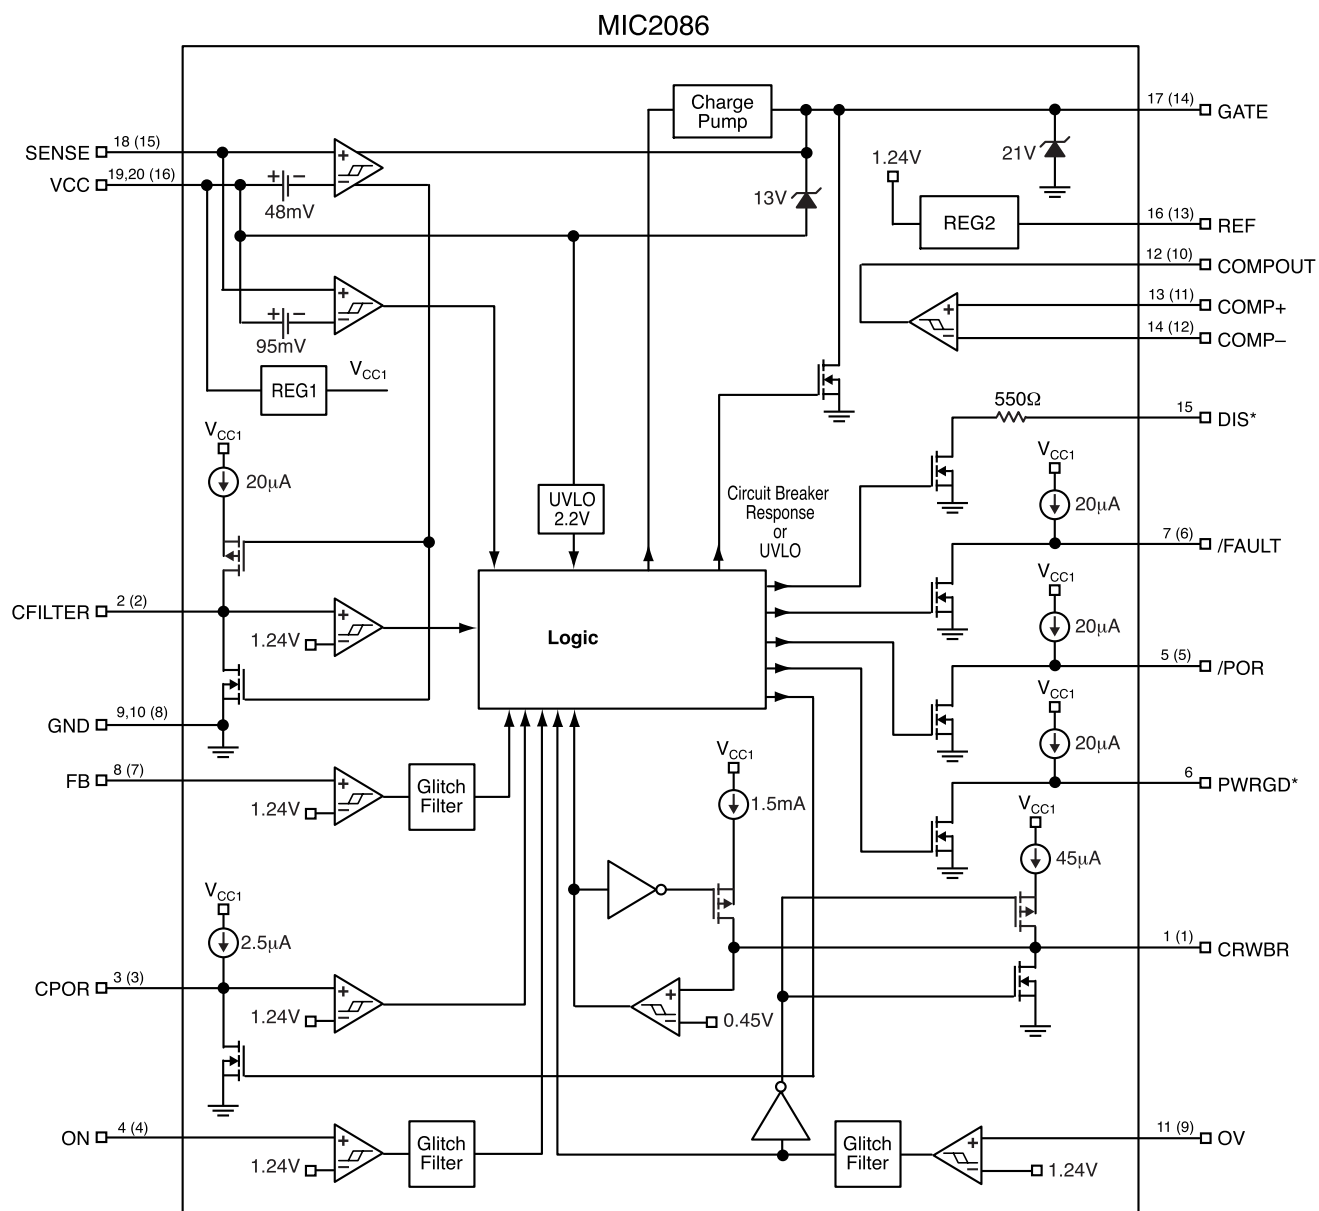 MIC2086
Charge
Pump
17 (14)
GATE
SENSE
18 (15)
+
–
VCC
19,20 (16)
+ –
48mV
13V
21V
1.24V
REG2
16 (13)
REF
12 (10)
COMPOUT
+
–
13 (11)
COMP+
14 (12)
COMP–
+
–
+ –
95mV
REG1
VCC1
550Ω
15
DIS*
VCC1
20µA
UVLO
2.2V
Circuit Breaker
Response
or
UVLO
VCC1
20µA
7 (6)
/FAULT
CFILTER
2 (2)
+
–
1.24V
Logic
VCC1
20µA
5 (5)
/POR
GND
9,10 (8)
VCC1
20µA
6
PWRGD*
FB
8 (7)
+
–
1.24V
Glitch
Filter
VCC1
1.5mA
VCC1
45µA
1 (1)
CRWBR
VCC1
2.5µA
CPOR
3 (3)
+
–
1.24V
+
–
0.45V
ON
4 (4)
+
–
1.24V
Glitch
Filter
Glitch
Filter
+
–
11 (9)
OV
1.24V